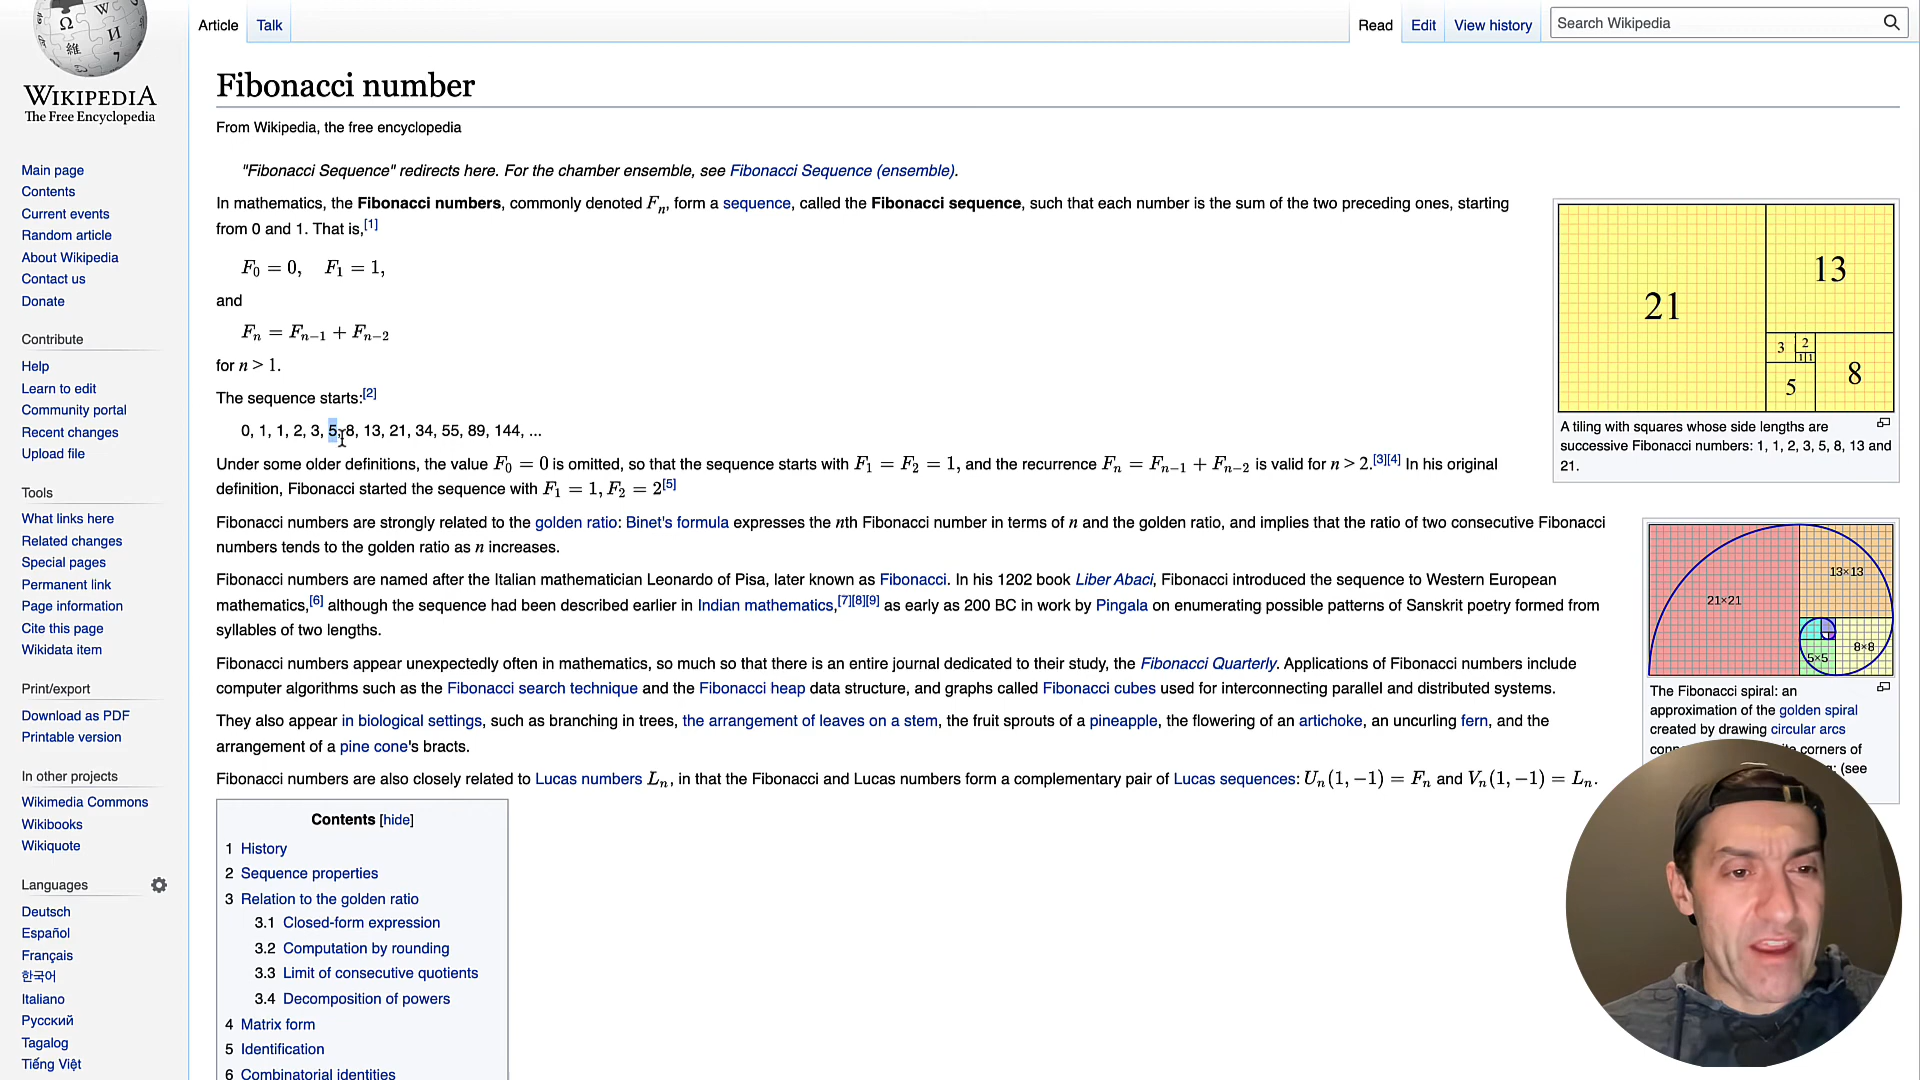 Ω W
維 И
WIKIPEDIA
The Free Encyclopedia
Main page
Contents
Current events
Random article
About Wikipedia
Contact us
Donate
Contribute
Help
Learn to edit
Community portal
Recent changes
Upload file
Tools
What links here
Related changes
Special pages
Permanent link
Page information
Cite this page
Wikidata item
Print/export
Download as PDF
Printable version
In other projects
Wikimedia Commons
Wikibooks
Wikiquote
Languages
Deutsch
Español
Français
한국어
Italiano
Русский
Tagalog
Tiếng Việt
Article Talk Read Edit View history Search Wikipedia
Fibonacci number
From Wikipedia, the free encyclopedia
"Fibonacci Sequence" redirects here. For the chamber ensemble, see Fibonacci Sequence (ensemble).
In mathematics, the Fibonacci numbers, commonly denoted Fₙ, form a sequence, called the Fibonacci sequence, such that each number is the sum of the two preceding ones, starting
from 0 and 1. That is,[1]
F₀ = 0, F₁ = 1,
and
Fₙ = Fₙ₋₁ + Fₙ₋₂
for n > 1.
The sequence starts:[2]
0, 1, 1, 2, 3, 5, 8, 13, 21, 34, 55, 89, 144, ...
Under some older definitions, the value F₀ = 0 is omitted, so that the sequence starts with F₁ = F₂ = 1, and the recurrence Fₙ = Fₙ₋₁ + Fₙ₋₂ is valid for n > 2.[3][4] In his original
definition, Fibonacci started the sequence with F₁ = 1, F₂ = 2[5]
Fibonacci numbers are strongly related to the golden ratio: Binet's formula expresses the nth Fibonacci number in terms of n and the golden ratio, and implies that the ratio of two consecutive Fibonacci
numbers tends to the golden ratio as n increases.
Fibonacci numbers are named after the Italian mathematician Leonardo of Pisa, later known as Fibonacci. In his 1202 book Liber Abaci, Fibonacci introduced the sequence to Western European
mathematics,[6] although the sequence had been described earlier in Indian mathematics,[7][8][9] as early as 200 BC in work by Pingala on enumerating possible patterns of Sanskrit poetry formed from
syllables of two lengths.
Fibonacci numbers appear unexpectedly often in mathematics, so much so that there is an entire journal dedicated to their study, the Fibonacci Quarterly. Applications of Fibonacci numbers include
computer algorithms such as the Fibonacci search technique and the Fibonacci heap data structure, and graphs called Fibonacci cubes used for interconnecting parallel and distributed systems.
They also appear in biological settings, such as branching in trees, the arrangement of leaves on a stem, the fruit sprouts of a pineapple, the flowering of an artichoke, an uncurling fern, and the
arrangement of a pine cone's bracts.
Fibonacci numbers are also closely related to Lucas numbers Lₙ, in that the Fibonacci and Lucas numbers form a complementary pair of Lucas sequences: Uₙ(1, −1) = Fₙ and Vₙ(1, −1) = Lₙ.
Contents [hide]
1 History
2 Sequence properties
3 Relation to the golden ratio
3.1 Closed-form expression
3.2 Computation by rounding
3.3 Limit of consecutive quotients
3.4 Decomposition of powers
4 Matrix form
5 Identification
6 Combinatorial identities
21
13
3 2
1 1
5
8
A tiling with squares whose side lengths are
successive Fibonacci numbers: 1, 1, 2, 3, 5, 8, 13 and
21.
21×21
13×13
5×5
8×8
The Fibonacci spiral: an
approximation of the golden spiral
created by drawing circular arcs
corners of
(see